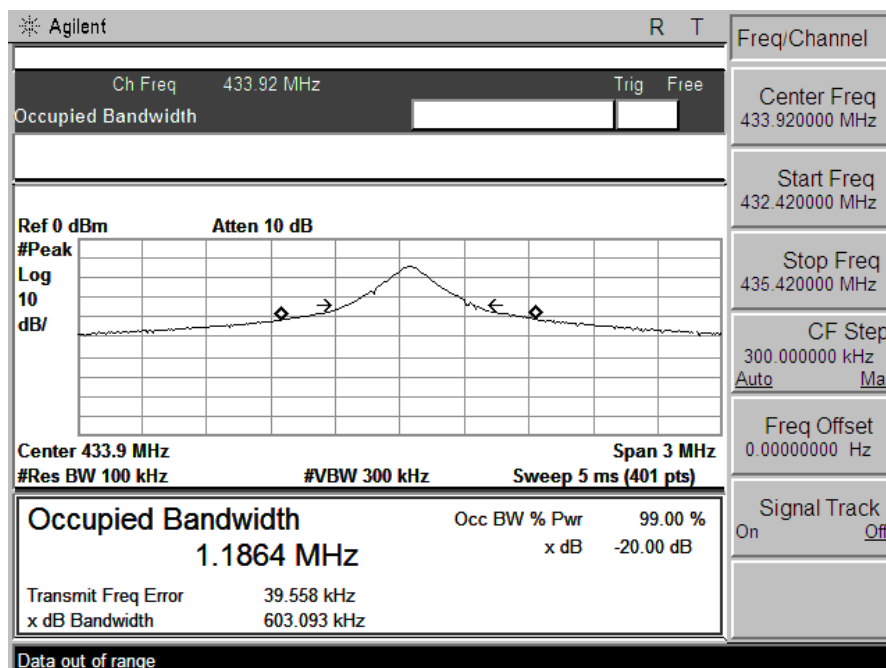 Agilent R T
Ch Freq 433.92 MHz Trig Free
Occupied Bandwidth
Ref 0 dBm Atten 10 dB
#Peak
Log
10
dB/
Center 433.9 MHz Span 3 MHz
#Res BW 100 kHz #VBW 300 kHz Sweep 5 ms (401 pts)
Occupied Bandwidth Occ BW % Pwr 99.00 %
1.1864 MHz x dB -20.00 dB
Transmit Freq Error 39.558 kHz
x dB Bandwidth 603.093 kHz
Data out of range
Freq/Channel
Center Freq
433.920000 MHz
Start Freq
432.420000 MHz
Stop Freq
435.420000 MHz
CF Step
300.000000 kHz
Auto Ma
Freq Offset
0.00000000 Hz
Signal Track
On Off